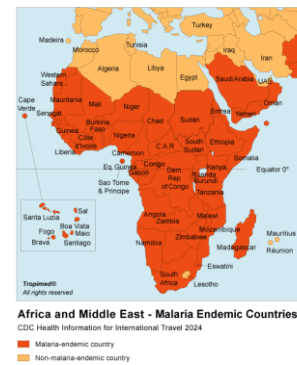 Turkey
Madeira
Tunisia
Morocco
Iraq
Iran
Algeria
Libya
Egypt
Western
Sahara
Saudi Arabia
UAE
Cape
Verde
Mauritania
Mali
Niger
Oman
Senegal
Chad
Sudan
Eritrea
Yemen
Burkina
Faso
Guinea
Nigeria
Côte
d'Ivoire
C.A.R
South
Sudan
Ethiopia
Liberia
Cameroon
Somalia
Eq. Guinea
Gabon
Congo
Kenya
Equator 0°
Rwanda
Burundi
Sao Tome
& Principe
Dem.
Rep.
of Congo
Tanzania
Santa Luzia
Sal
Boa Vista
Fogo
Maio
Brava
Santiago
Angola
Zambia
Malawi
Mozambique
Zimbabwe
Namibia
Madagascar
Mauritius
Réunion
Eswatini
South
Africa
Lesotho
Tropimed®
All rights reserved
Africa and Middle East - Malaria Endemic Countries
CDC Health Information for International Travel 2024
Malaria-endemic country
Non-malaria-endemic country